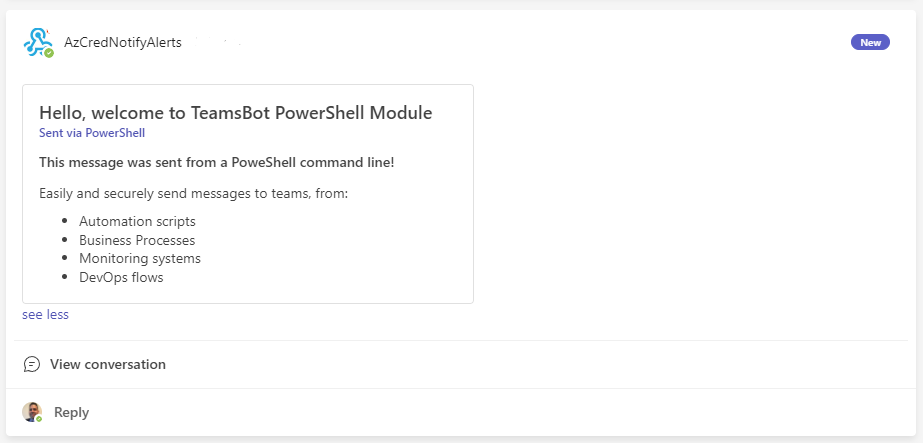 AzCredNotifyAlerts
New
Hello, welcome to TeamsBot PowerShell Module
Sent via PowerShell
This message was sent from a PoweShell command line!
Easily and securely send messages to teams, from:
Automation scripts
Business Processes
Monitoring systems
DevOps flows
see less
View conversation
Reply